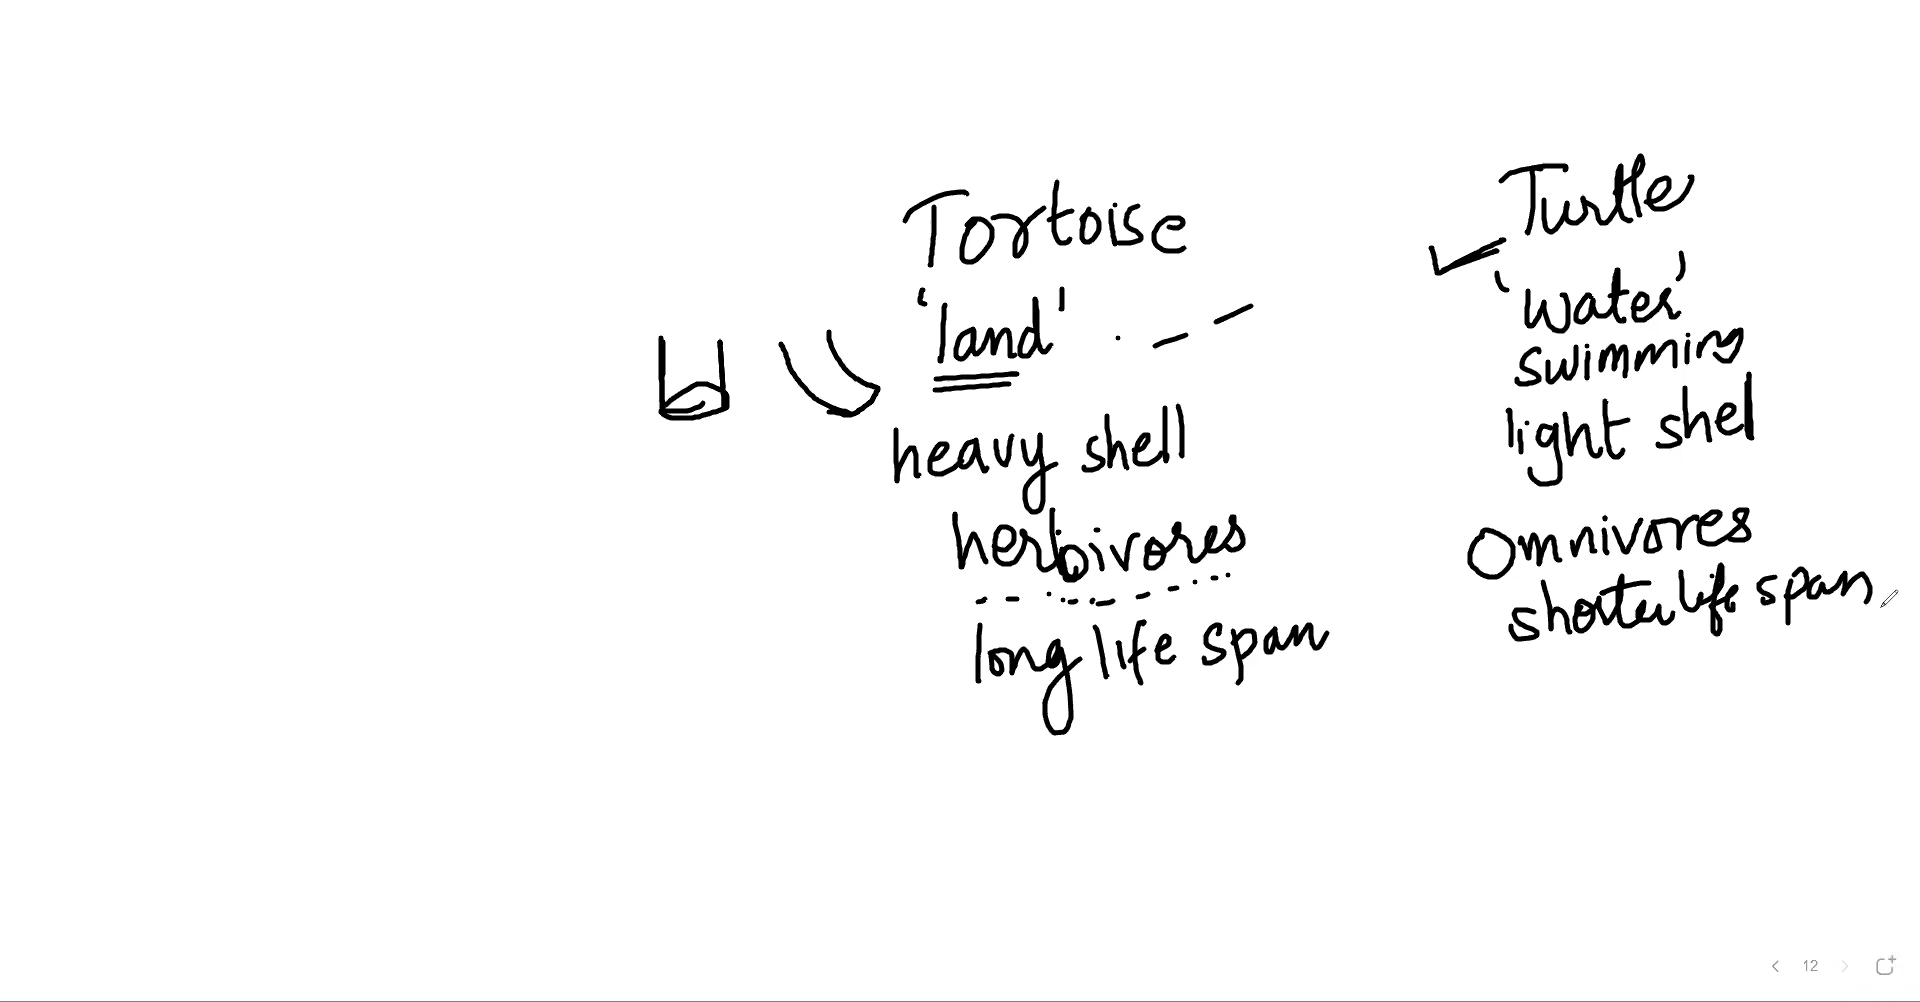 Tortoise
'land'
heavy shell
herbivores
long life span
Turtle
'water'
swimming
light shel
Omnivores
shorter life span
12